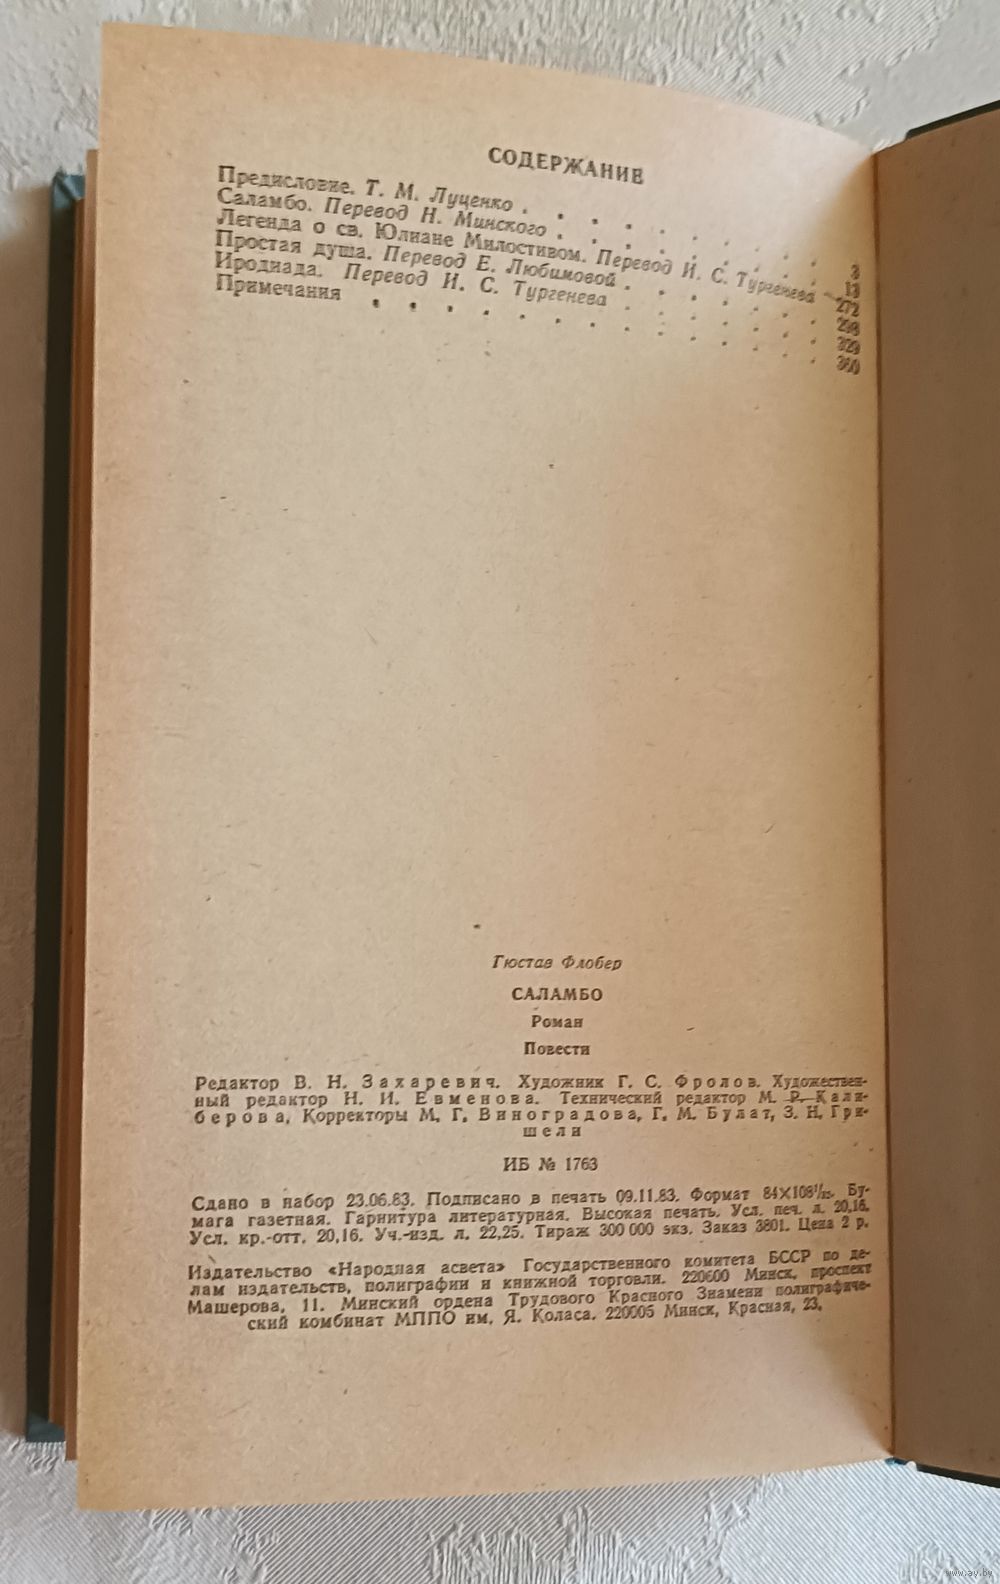 СОДЕРЖАНИЕ
Предисловие. Т. М. Луценко . . . . . . . . . 3
Саламбо. Перевод Н. Минского . . . . . . . . 13
Легенда о св. Юлиане Милостивом. Перевод И. С. Тургенева 272
Простая душа. Перевод Е. Любимовой . . . . . . 298
Иродиада. Перевод И. С. Тургенева . . . . . . 329
Примечания . . . . . . . . . . . . . 360
Гюстав Флобер
САЛАМБО
Роман
Повести
Редактор В. Н. Захаревич. Художник Г. С. Фролов. Художествен-
ный редактор Н. И. Евменова. Технический редактор М. Р. Кали-
берова, Корректоры М. Г. Виноградова, Г. М. Булат, З. Н. Гри-
шели
ИБ № 1763
Сдано в набор 23.06.83. Подписано в печать 09.11.83. Формат 84×108¹/₃₂. Бу-
мага газетная. Гарнитура литературная. Высокая печать. Усл. печ. л. 20,16.
Усл. кр.-отт. 20,16. Уч.-изд. л. 22,25. Тираж 300 000 экз. Заказ 3801. Цена 2 р.
Издательство «Народная асвета» Государственного комитета БССР по де-
лам издательств, полиграфии и книжной торговли. 220600 Минск, проспект
Машерова, 11. Минский ордена Трудового Красного Знамени полиграфиче-
ский комбинат МППО им. Я. Коласа. 220005 Минск, Красная, 23.
www.ay.by